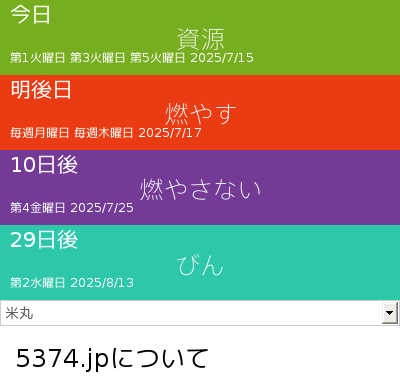 今日
資源
第1火曜日 第3火曜日 第5火曜日 2025/7/15
明後日
燃やす
毎週月曜日 毎週木曜日 2025/7/17
10日後
燃やさない
第4金曜日 2025/7/25
29日後
びん
第2水曜日 2025/8/13
米丸
5374.jpについて